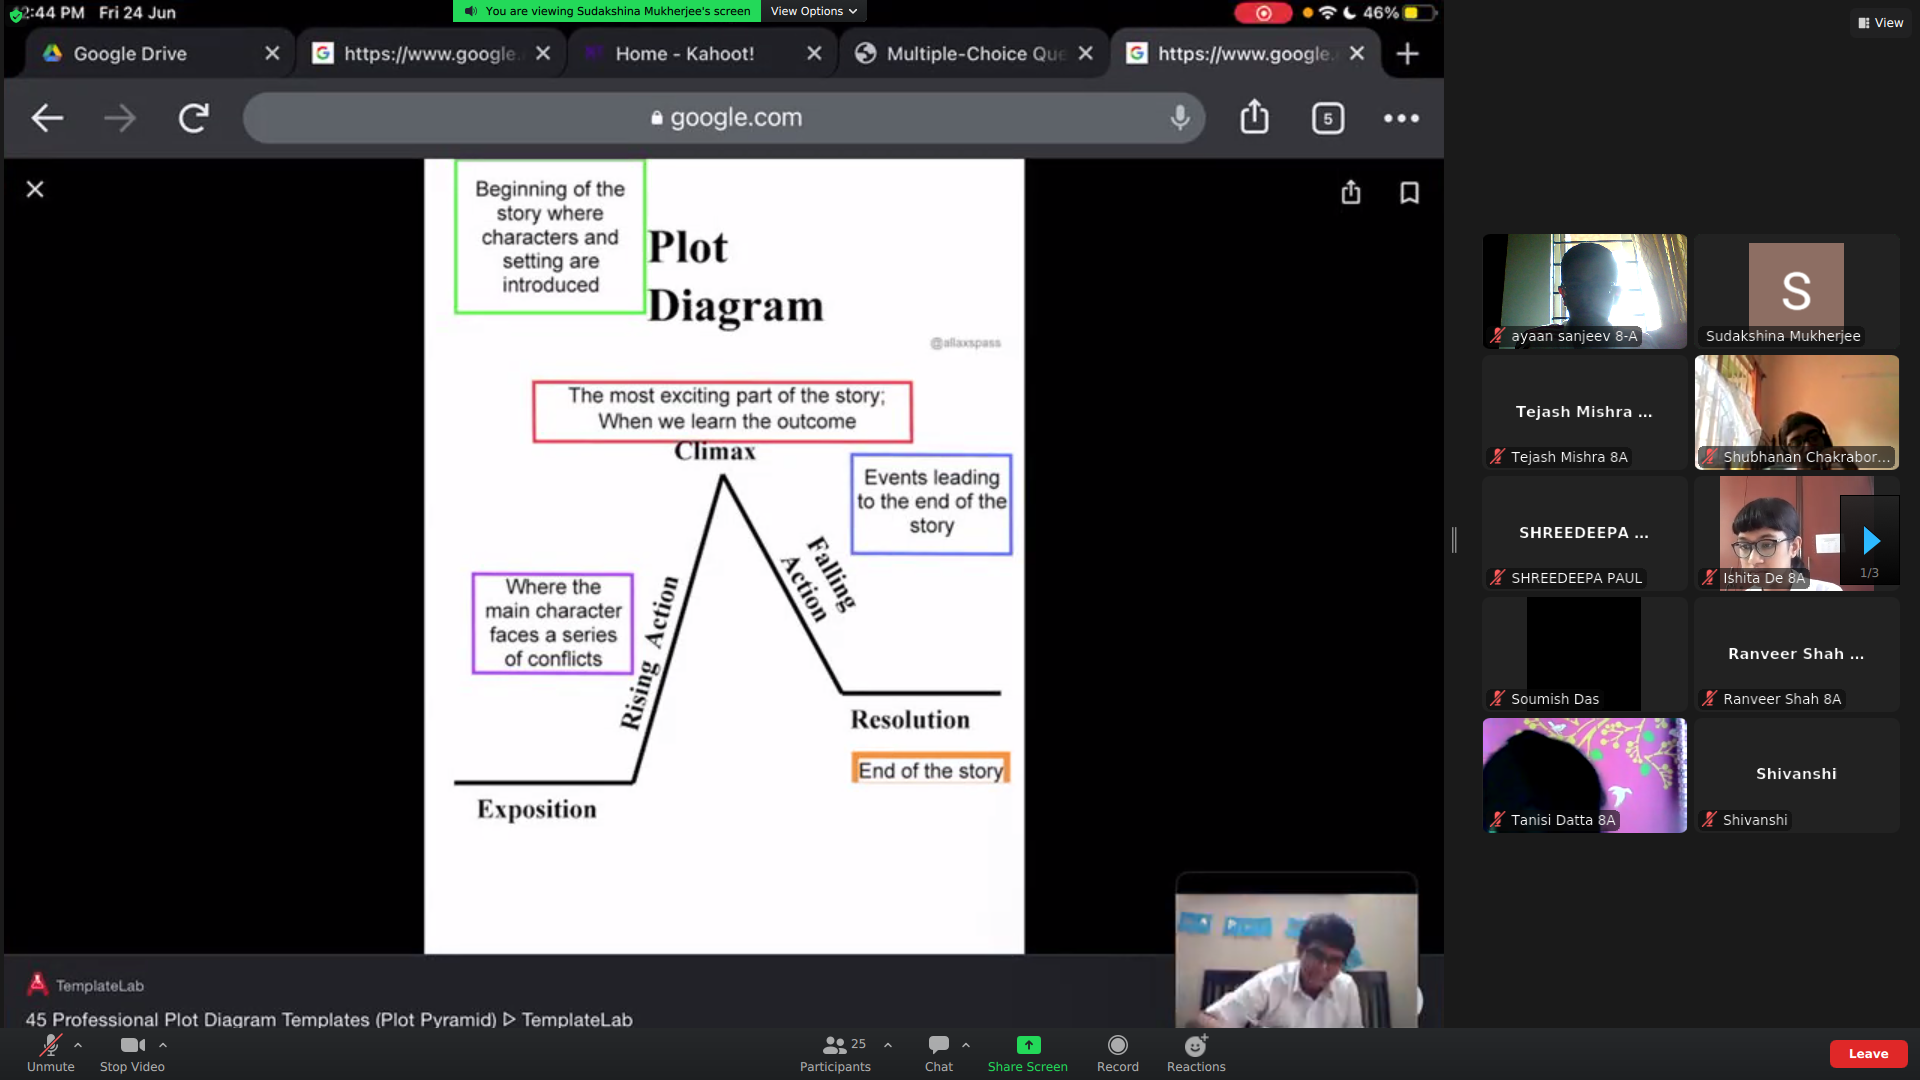 2:44 PM Fri 24 Jun
You are viewing Sudakshina Mukherjee's screen
View Options
46%
View
Google Drive
https://www.google.
Home - Kahoot!
Multiple-Choice Que
https://www.google.
google.com
5
Beginning of the
story where
characters and
setting are
introduced
Plot
Diagram
@allaxspass
The most exciting part of the story;
When we learn the outcome
Climax
Events leading
to the end of the
story
Falling
Action
Where the
main character
faces a series
of conflicts
Rising Action
Resolution
End of the story
Exposition
TemplateLab
45 Professional Plot Diagram Templates (Plot Pyramid) ᐅ TemplateLab
ayaan sanjeev 8-A
S
Sudakshina Mukherjee
Tejash Mishra ...
Tejash Mishra 8A
Shubhanan Chakrabor...
SHREEDEEPA ...
SHREEDEEPA PAUL
Ishita De 8A
1/3
Soumish Das
Ranveer Shah ...
Ranveer Shah 8A
Tanisi Datta 8A
Shivanshi
Shivanshi
Unmute
Stop Video
25
Participants
Chat
Share Screen
Record
Reactions
Leave